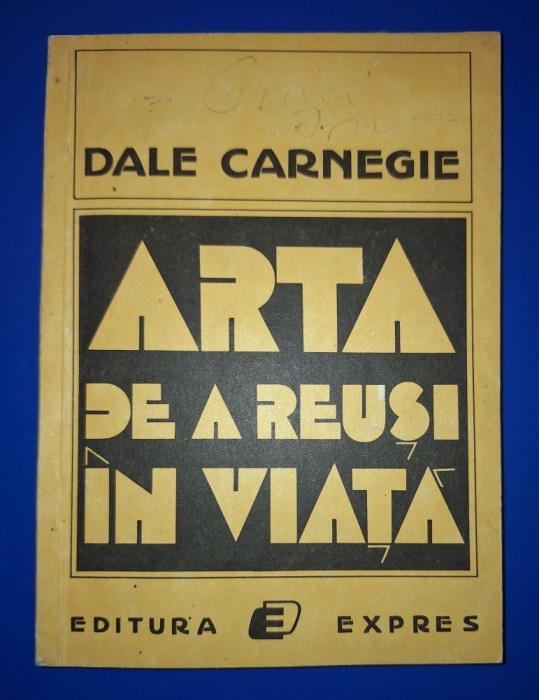 DALE CARNEGIE
ARTA
DE A REUȘI
ÎN VIAȚĂ
EDITURA E EXPRES